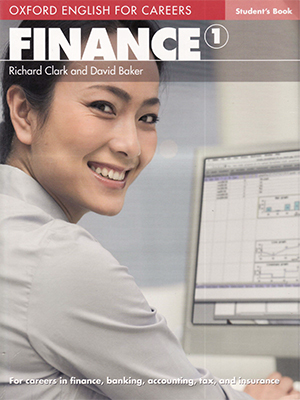 OXFORD ENGLISH FOR CAREERS
Student's Book
FINANCE 1
Richard Clark and David Baker
For careers in finance, banking, accounting, tax, and insurance